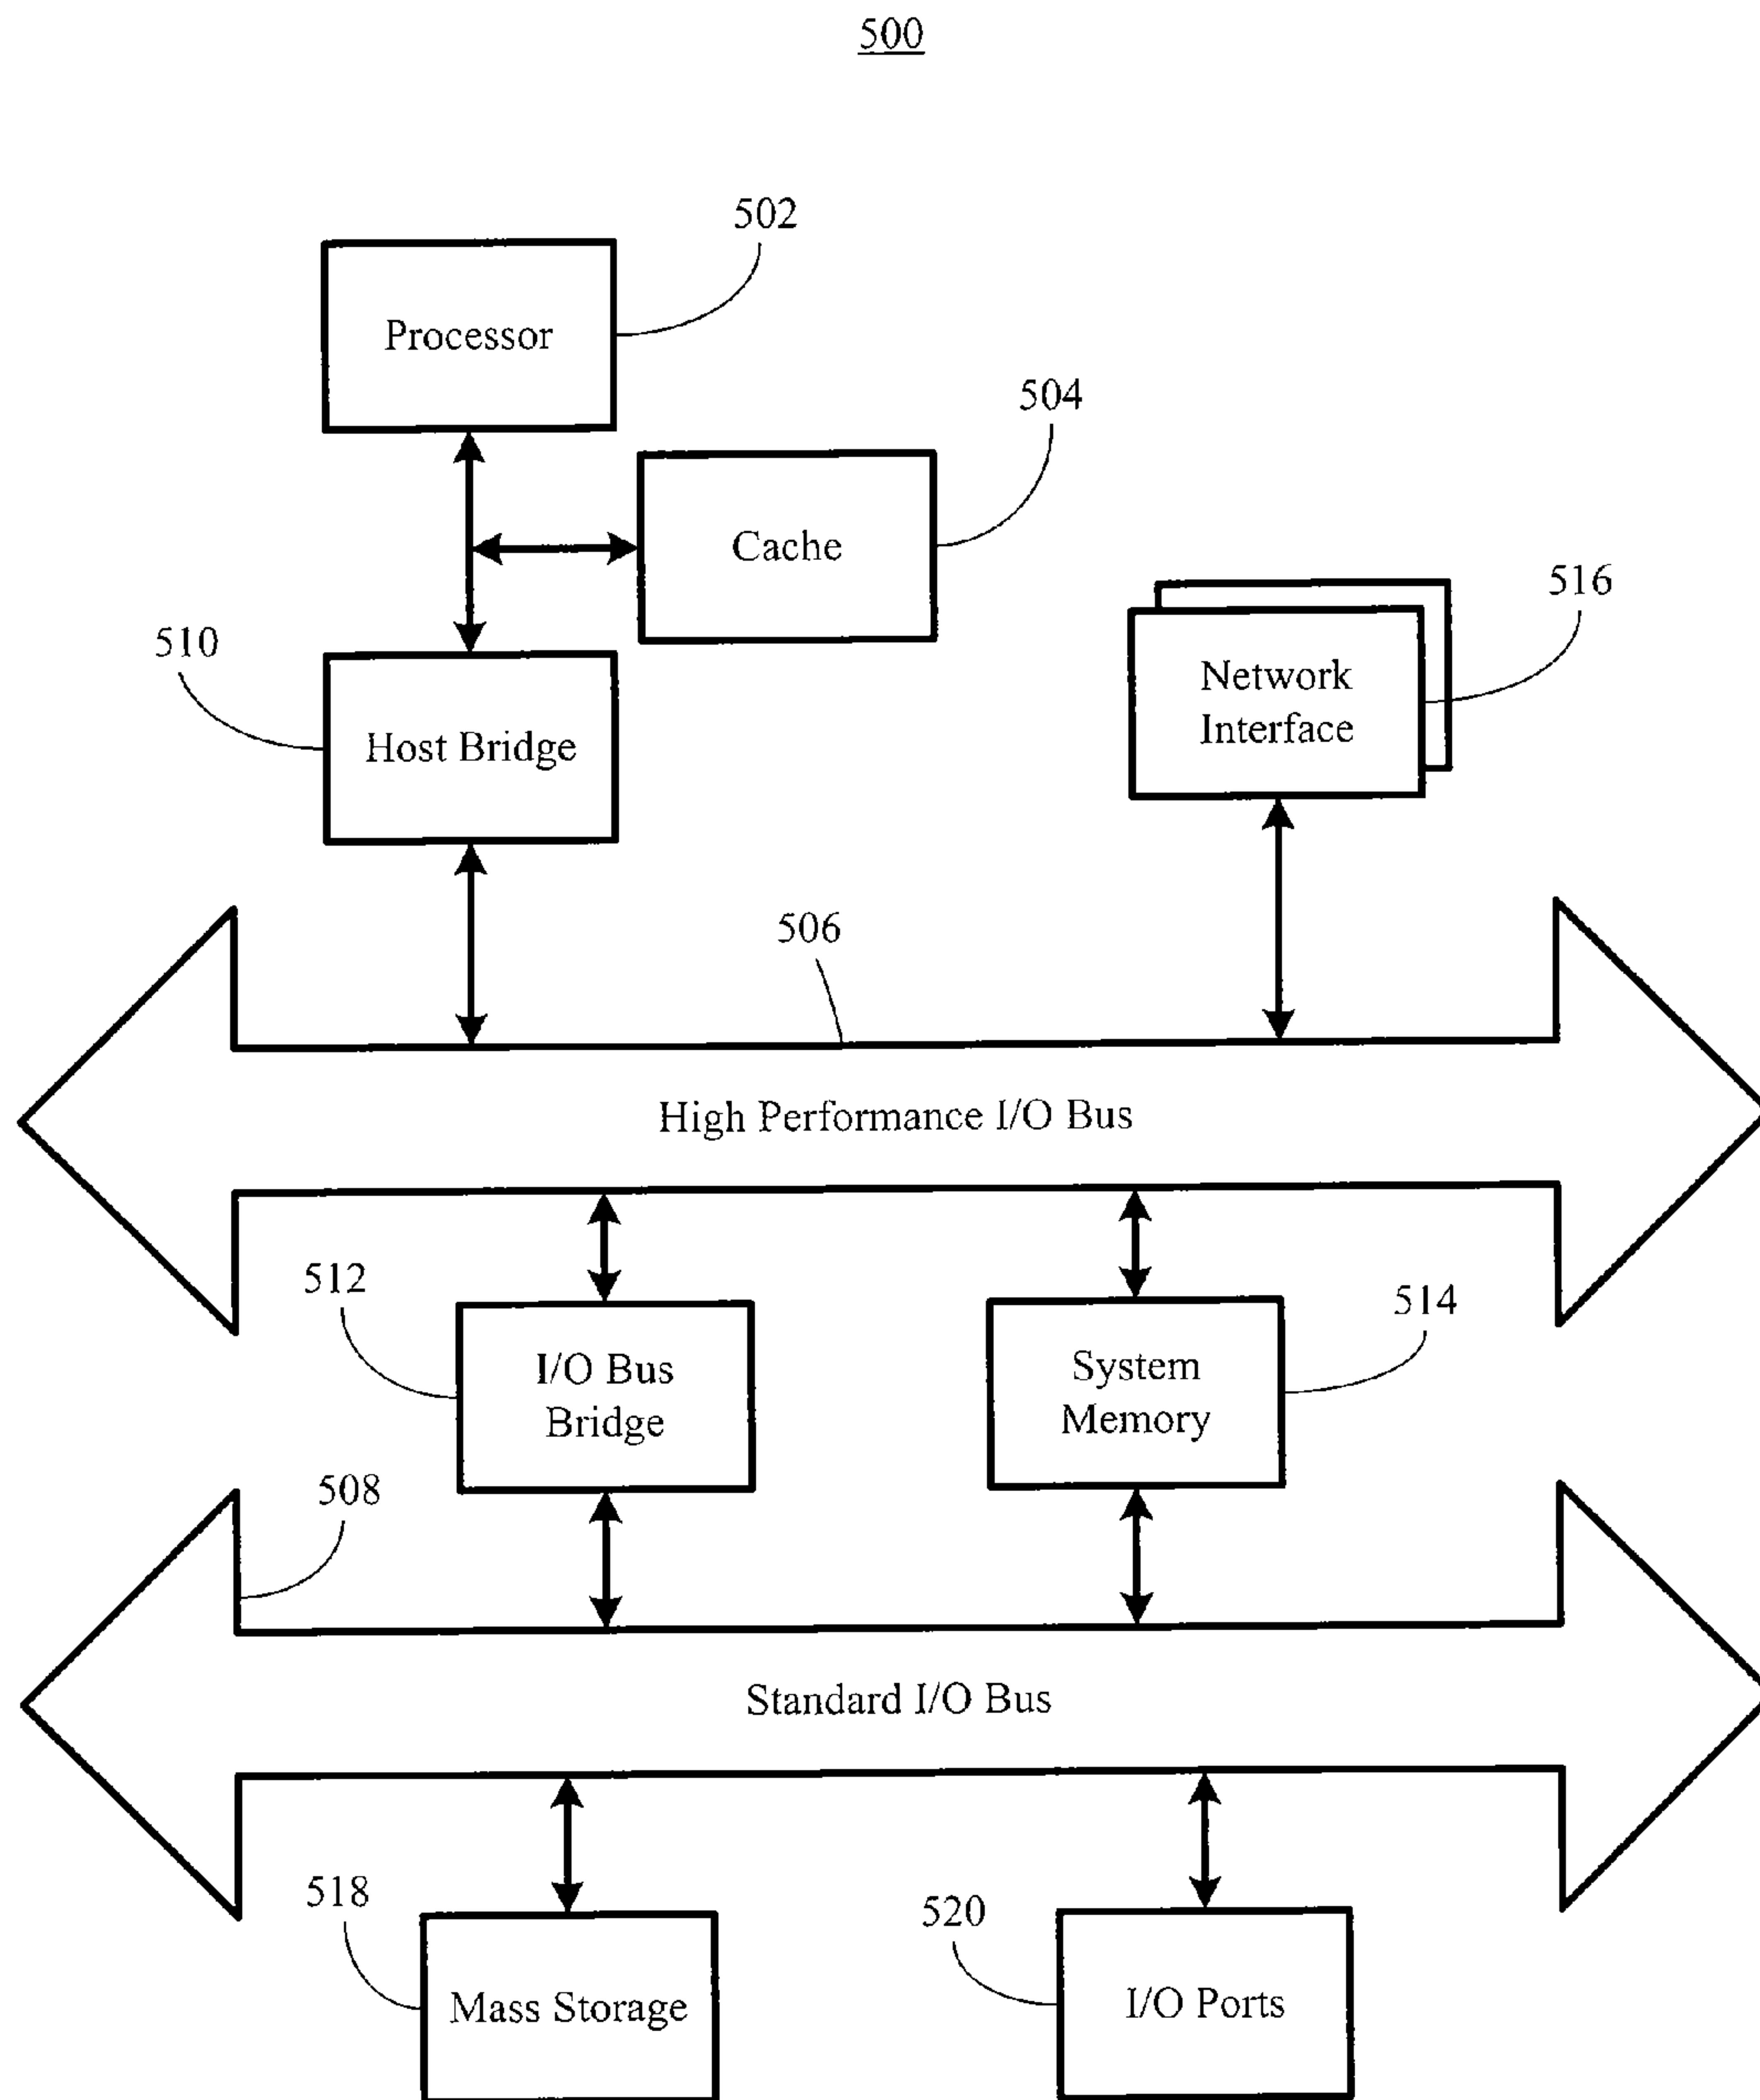 500
502
Processor
504
Cache
516
510
Network
Interface
Host Bridge
506
High Performance I/O Bus
512
514
I/O Bus
Bridge
System
Memory
508
Standard I/O Bus
518
520
Mass Storage
I/O Ports